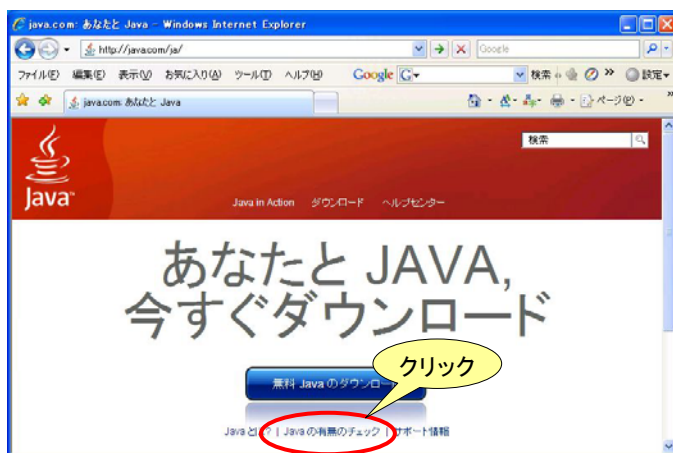 java.com: あなたと Java - Windows Internet Explorer
http://java.com/ja/
Google
ファイル(F) 編集(E) 表示(V) お気に入り(A) ツール(T) ヘルプ(H) Google G 検索 設定
java.com: あなたと Java
ページ(P)
検索
Java
Java in Action ダウンロード ヘルプセンター
あなたと JAVA,
今すぐダウンロード
クリック
無料 Java のダウンロー
Java とは? | Java の有無のチェック | サポート情報